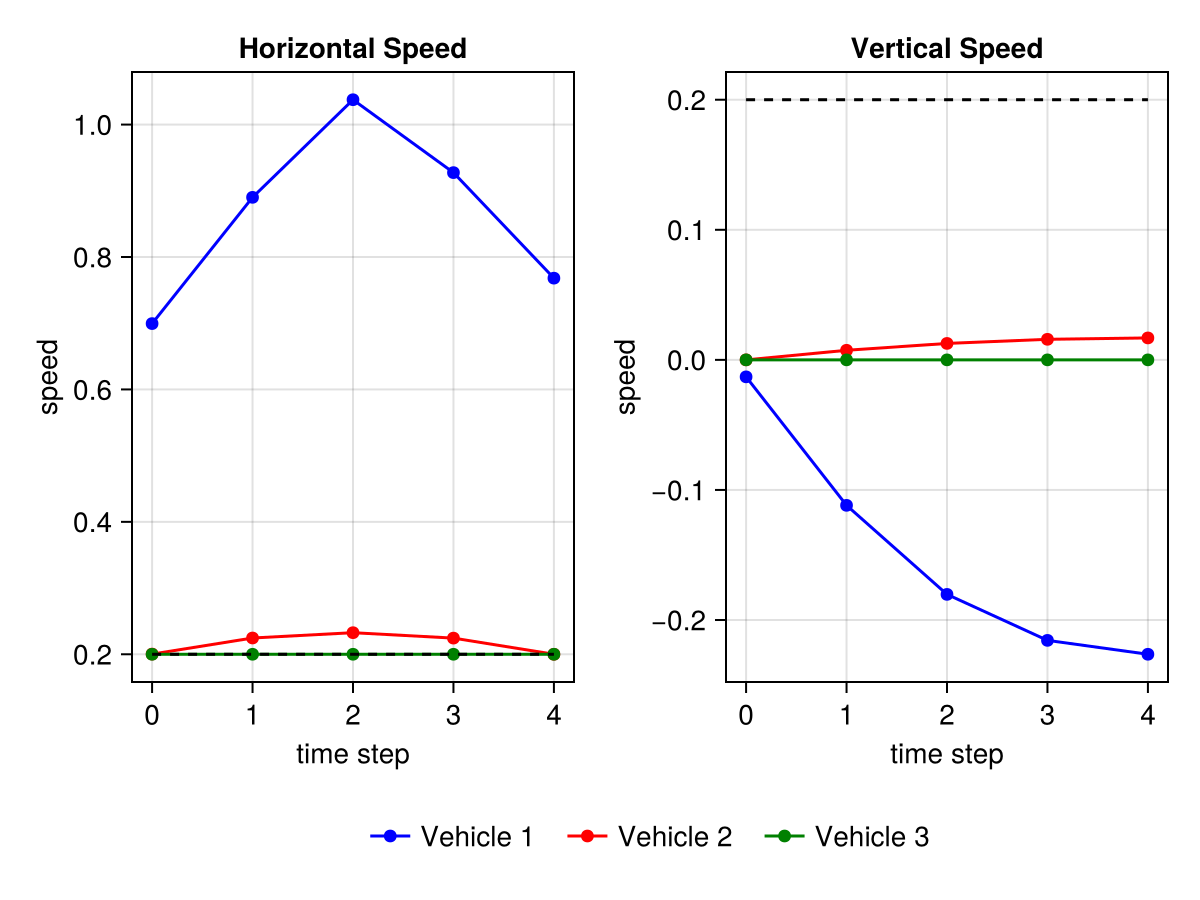 Horizontal Speed
1.0
0.8
0.6
0.4
0.2
speed
0 1 2 3 4
time step
Vertical Speed
0.2
0.1
0.0
−0.1
−0.2
speed
0 1 2 3 4
time step
Vehicle 1 Vehicle 2 Vehicle 3